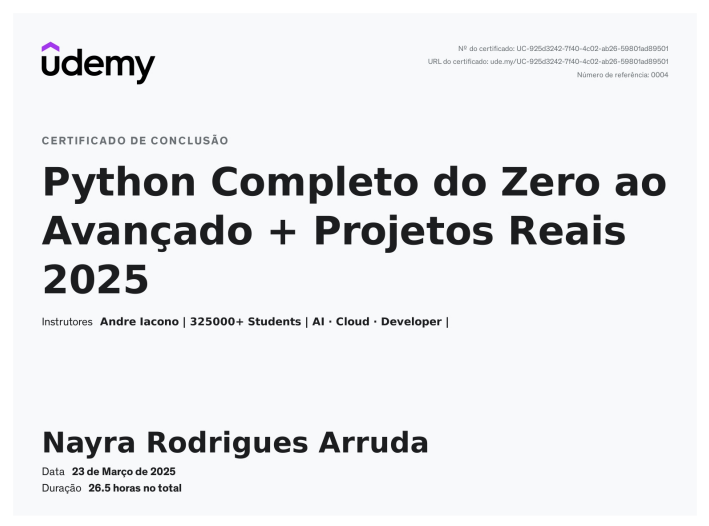 udemy
Nº do certificado: UC-925d3242-7f40-4c02-ab26-59801ad89501
URL do certificado: ude.my/UC-925d3242-7f40-4c02-ab26-59801ad89501
Número de referência: 0004
CERTIFICADO DE CONCLUSÃO
Python Completo do Zero ao
Avançado + Projetos Reais
2025
Instrutores Andre Iacono | 325000+ Students | AI · Cloud · Developer |
Nayra Rodrigues Arruda
Data 23 de Março de 2025
Duração 26.5 horas no total